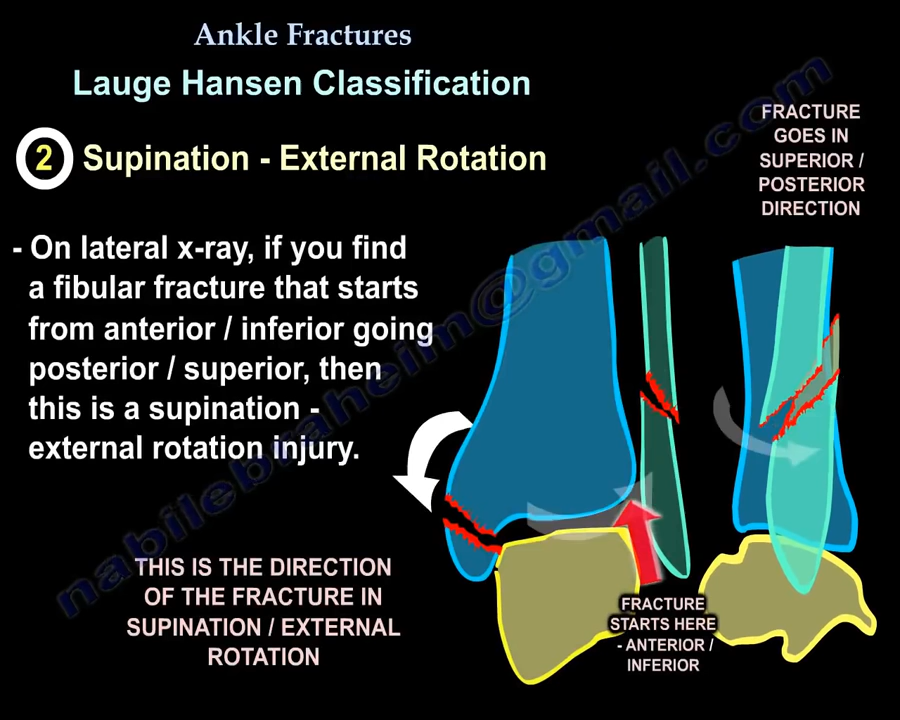 Ankle Fractures
Lauge Hansen Classification
2 Supination - External Rotation
- On lateral x-ray, if you find
a fibular fracture that starts
from anterior / inferior going
posterior / superior, then
this is a supination -
external rotation injury.
THIS IS THE DIRECTION
OF THE FRACTURE IN
SUPINATION / EXTERNAL
ROTATION
FRACTURE
GOES IN
SUPERIOR /
POSTERIOR
DIRECTION
FRACTURE
STARTS HERE
- ANTERIOR /
INFERIOR
nabilebraheim@gmail.com